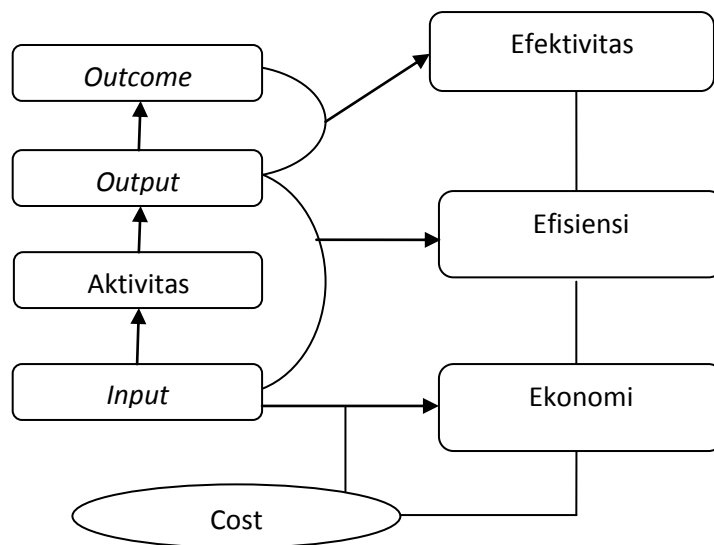 Efektivitas
Outcome
Output
Efisiensi
Aktivitas
Input
Ekonomi
Cost